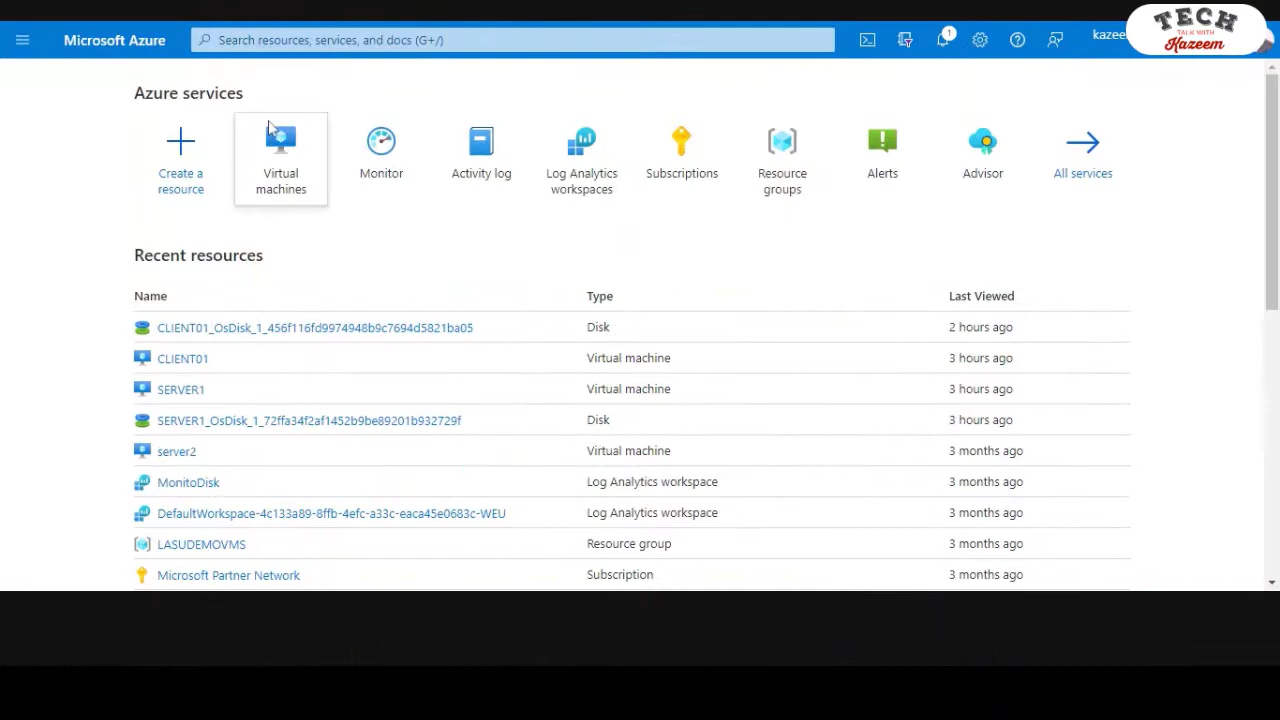 Microsoft Azure
Search resources, services, and docs (G+/)
1
kazee
TECH
TALK WITH
Kazeem
Azure services
Create a
resource
Virtual
machines
Monitor
Activity log
Log Analytics
workspaces
Subscriptions
Resource
groups
Alerts
Advisor
All services
Recent resources
Name Type Last Viewed
CLIENT01_OsDisk_1_456f116fd9974948b9c7694d5821ba05 Disk 2 hours ago
CLIENT01 Virtual machine 3 hours ago
SERVER1 Virtual machine 3 hours ago
SERVER1_OsDisk_1_72ffa34f2af1452b9be89201b932729f Disk 3 hours ago
server2 Virtual machine 3 months ago
MonitoDisk Log Analytics workspace 3 months ago
DefaultWorkspace-4c133a89-8ffb-4efc-a33c-eaca45e0683c-WEU Log Analytics workspace 3 months ago
LASUDEMOVMS Resource group 3 months ago
Microsoft Partner Network Subscription 3 months ago